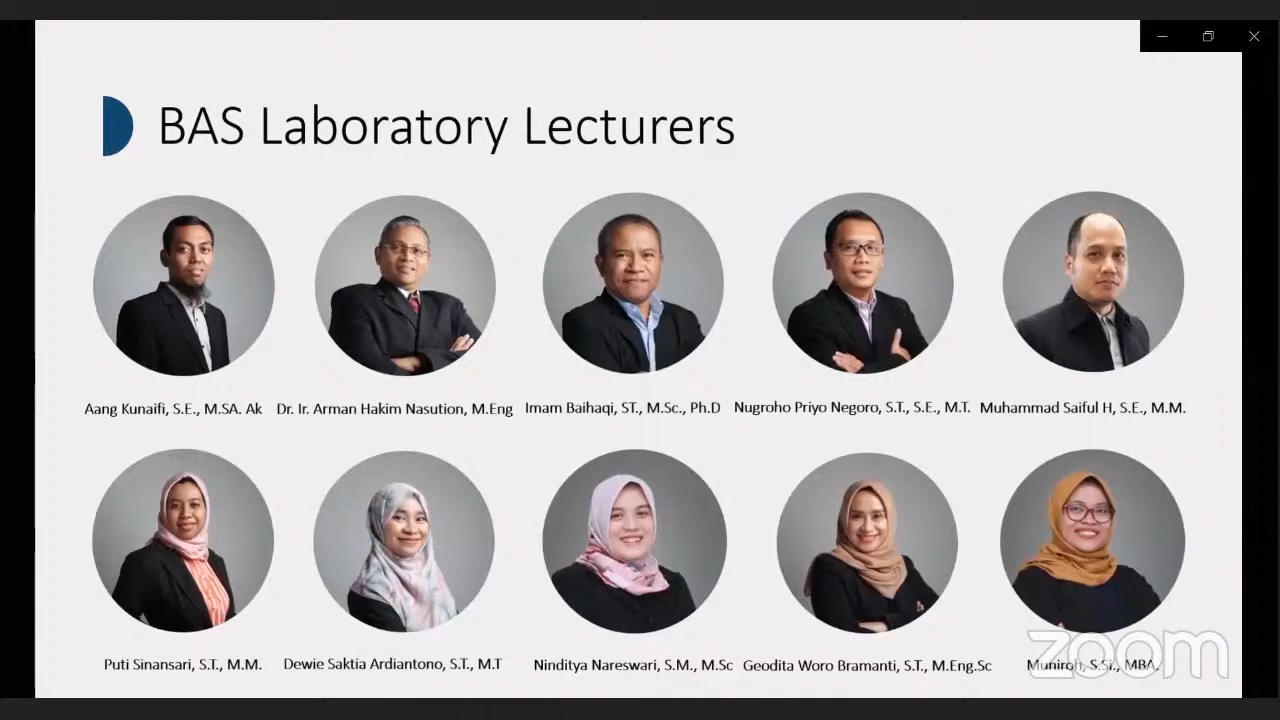 BAS Laboratory Lecturers
Aang Kunaifi, S.E., M.SA. Ak
Dr. Ir. Arman Hakim Nasution, M.Eng
Imam Baihaqi, ST., M.Sc., Ph.D
Nugroho Priyo Negoro, S.T., S.E., M.T.
Muhammad Saiful H, S.E., M.M.
Puti Sinansari, S.T., M.M.
Dewie Saktia Ardiantono, S.T., M.T
Ninditya Nareswari, S.M., M.Sc
Geodita Woro Bramanti, S.T., M.Eng.Sc
Muniroh, S.Si., MBA.
zoom